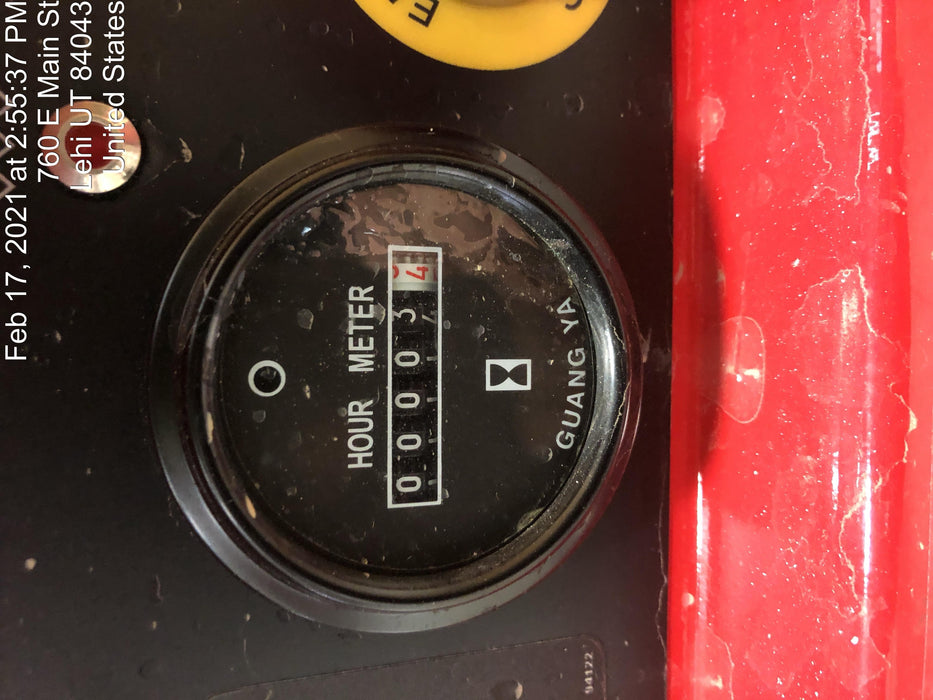 Feb 17, 2021 at 2:55:37 PM
760 E Main St
Lehi UT 84043
United States
HOUR METER
000034
GUANG YA
94122